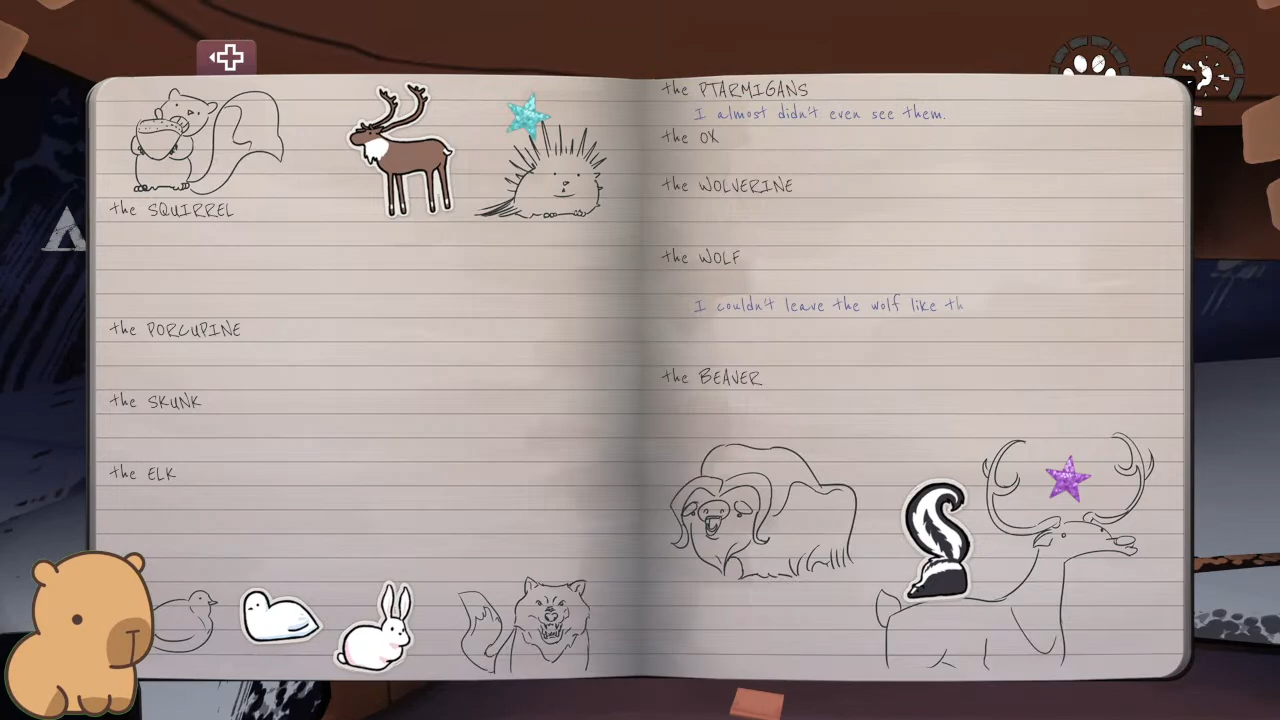 the SQUIRREL
the PORCUPINE
the SKUNK
the ELK
the PTARMIGANS
I almost didn't even see them.
the OX
the WOLVERINE
the WOLF
I couldn't leave the wolf like th
the BEAVER